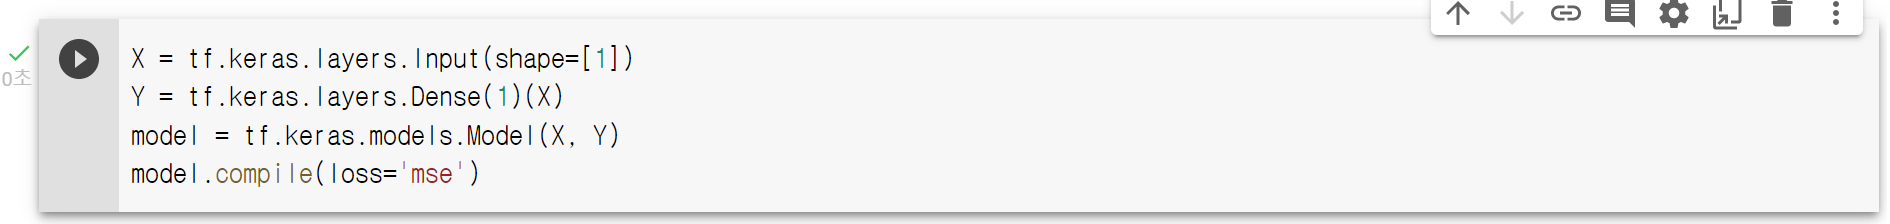 X = tf.keras.layers.Input(shape=[1])
Y = tf.keras.layers.Dense(1)(X)
model = tf.keras.models.Model(X, Y)
model.compile(loss='mse')
0초